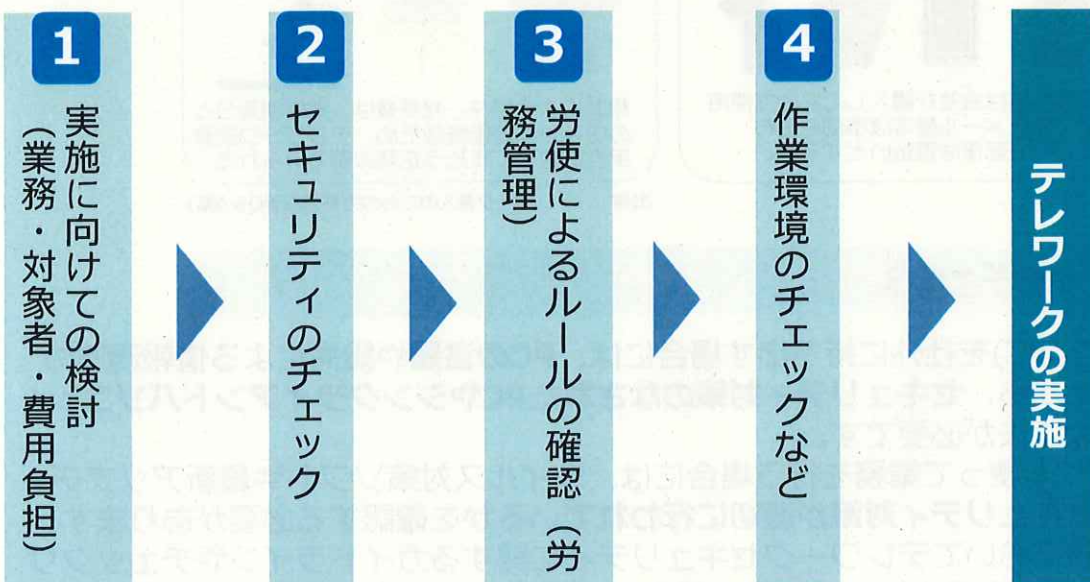 1
実施に向けての検討
(業務・対象者・費用負担)
2
セキュリティのチェック
3
労使によるルールの確認(労
務管理)
4
作業環境のチェックなど
テレワークの実施